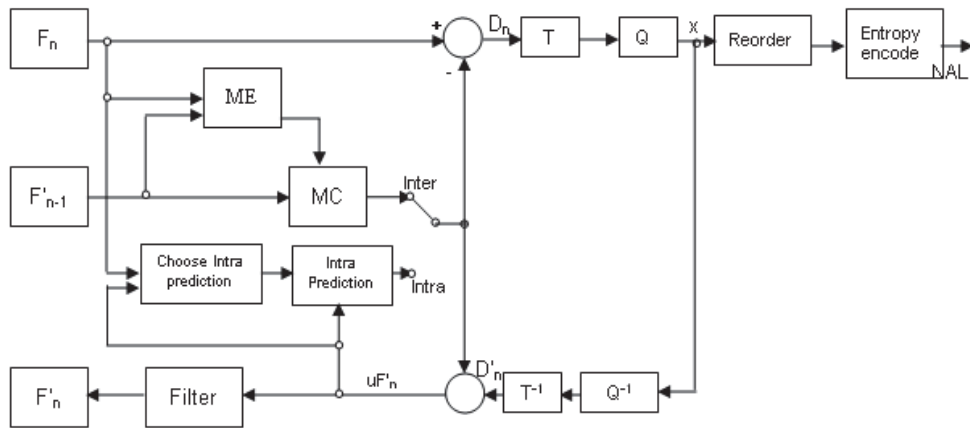 Fn
+
Dn
T
Q
X
Reorder
Entropy
encode
NAL
-
ME
F'n-1
MC
Inter
Choose Intra
prediction
Intra
Prediction
Intra
D'n
F'n
Filter
uF'n
T-1
Q-1